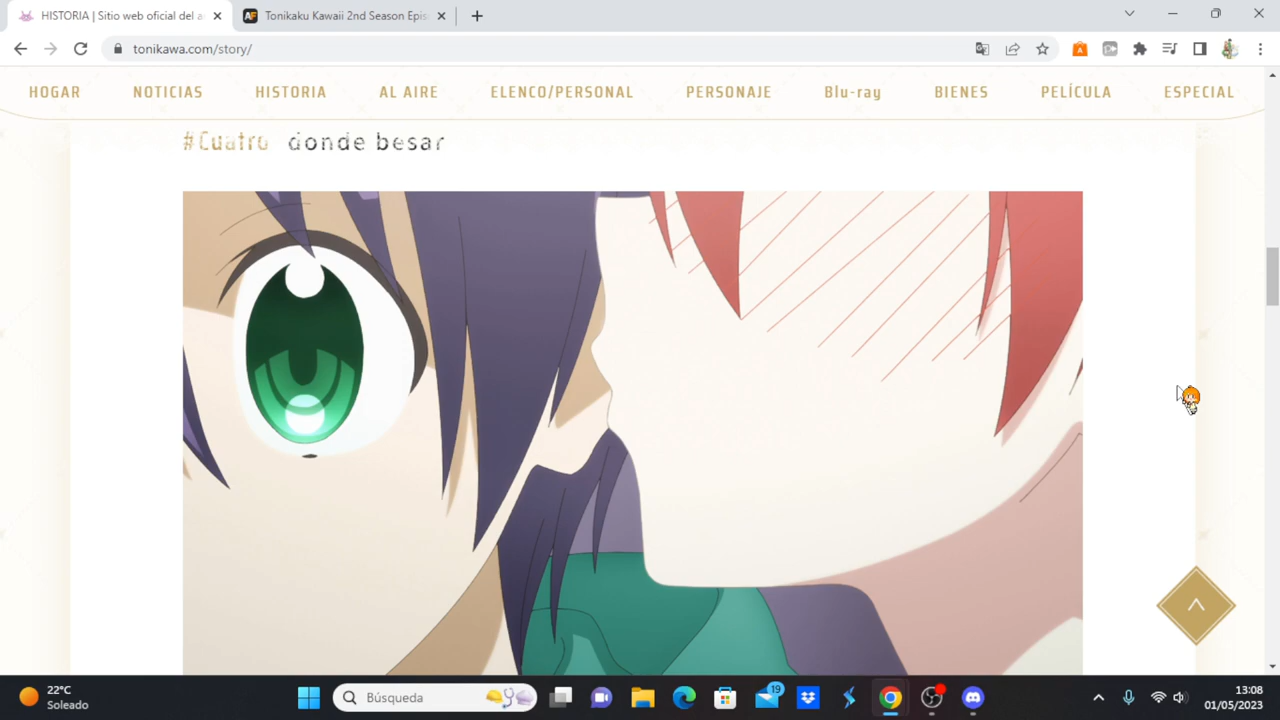 HISTORIA | Sitio web oficial del a
Tonikaku Kawaii 2nd Season Epis
tonikawa.com/story/
HOGAR NOTICIAS HISTORIA AL AIRE ELENCO/PERSONAL PERSONAJE Blu-ray BIENES PELÍCULA ESPECIAL
#Cuatro donde besar
22°C
Soleado
Búsqueda
19
13:08
01/05/2023